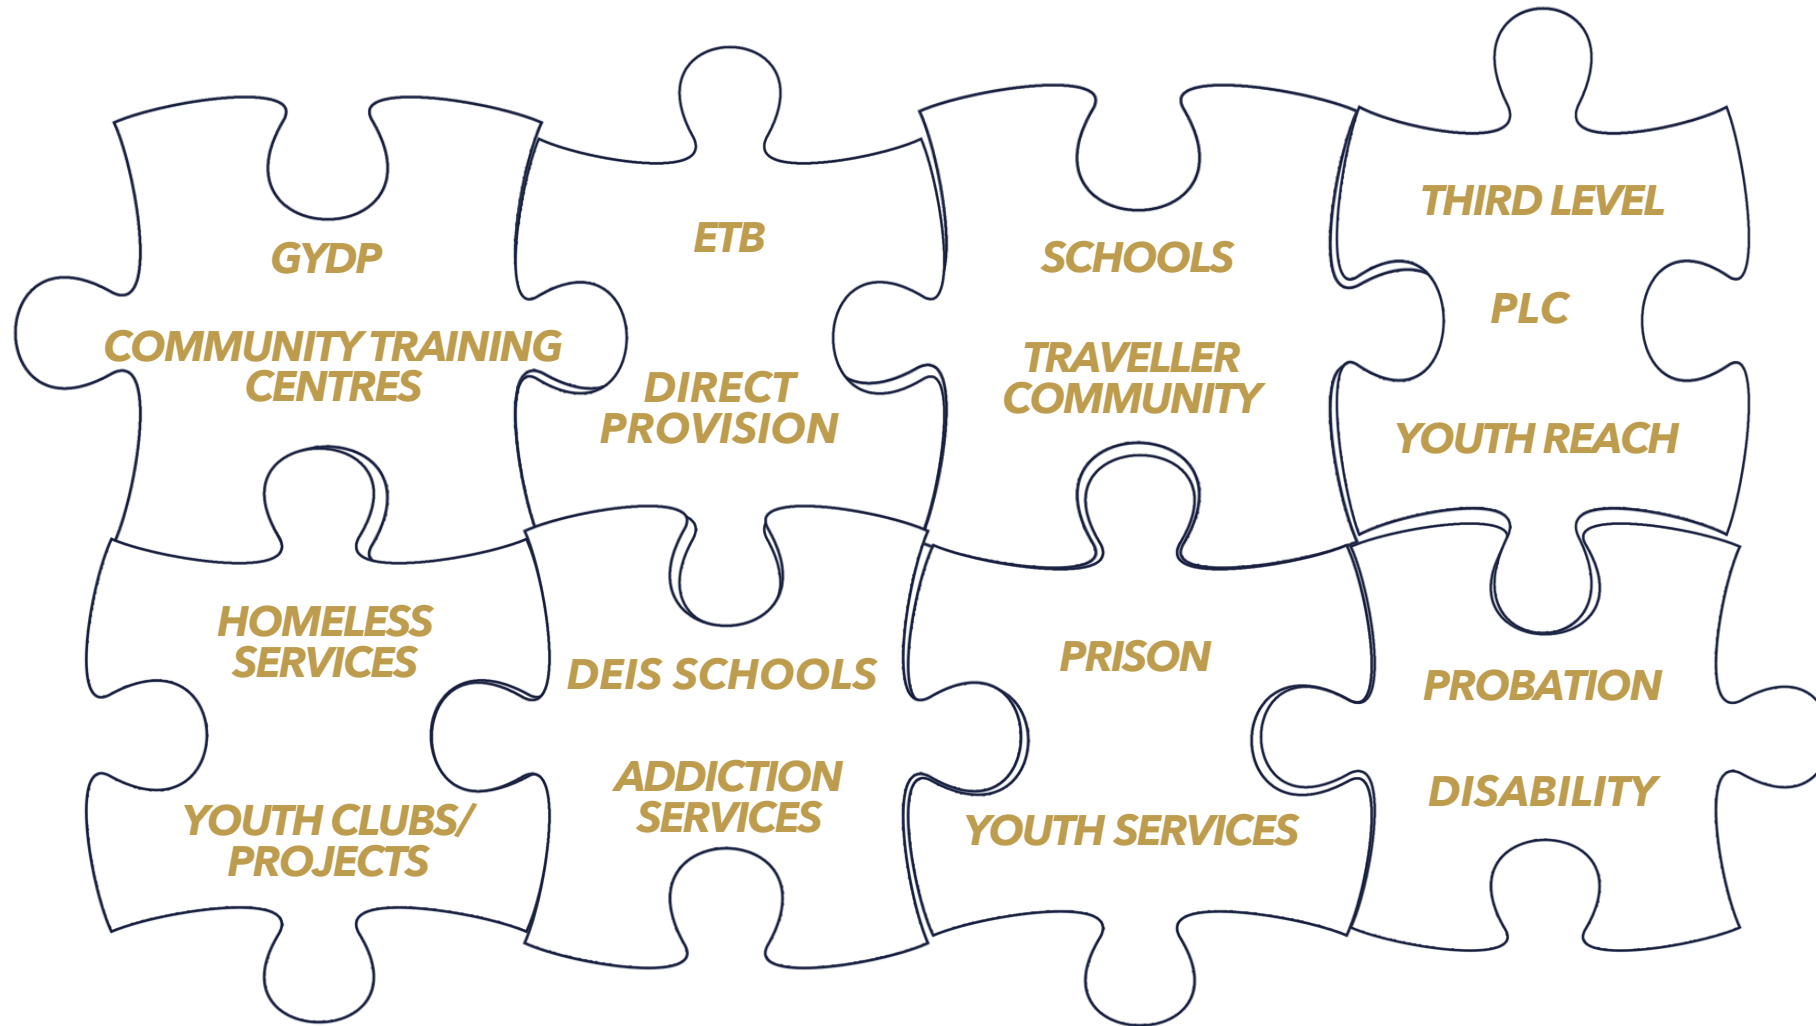 GYDP
COMMUNITY TRAINING
CENTRES
ETB
DIRECT
PROVISION
SCHOOLS
TRAVELLER
COMMUNITY
THIRD LEVEL
PLC
YOUTH REACH
HOMELESS
SERVICES
YOUTH CLUBS/
PROJECTS
DEIS SCHOOLS
ADDICTION
SERVICES
PRISON
YOUTH SERVICES
PROBATION
DISABILITY